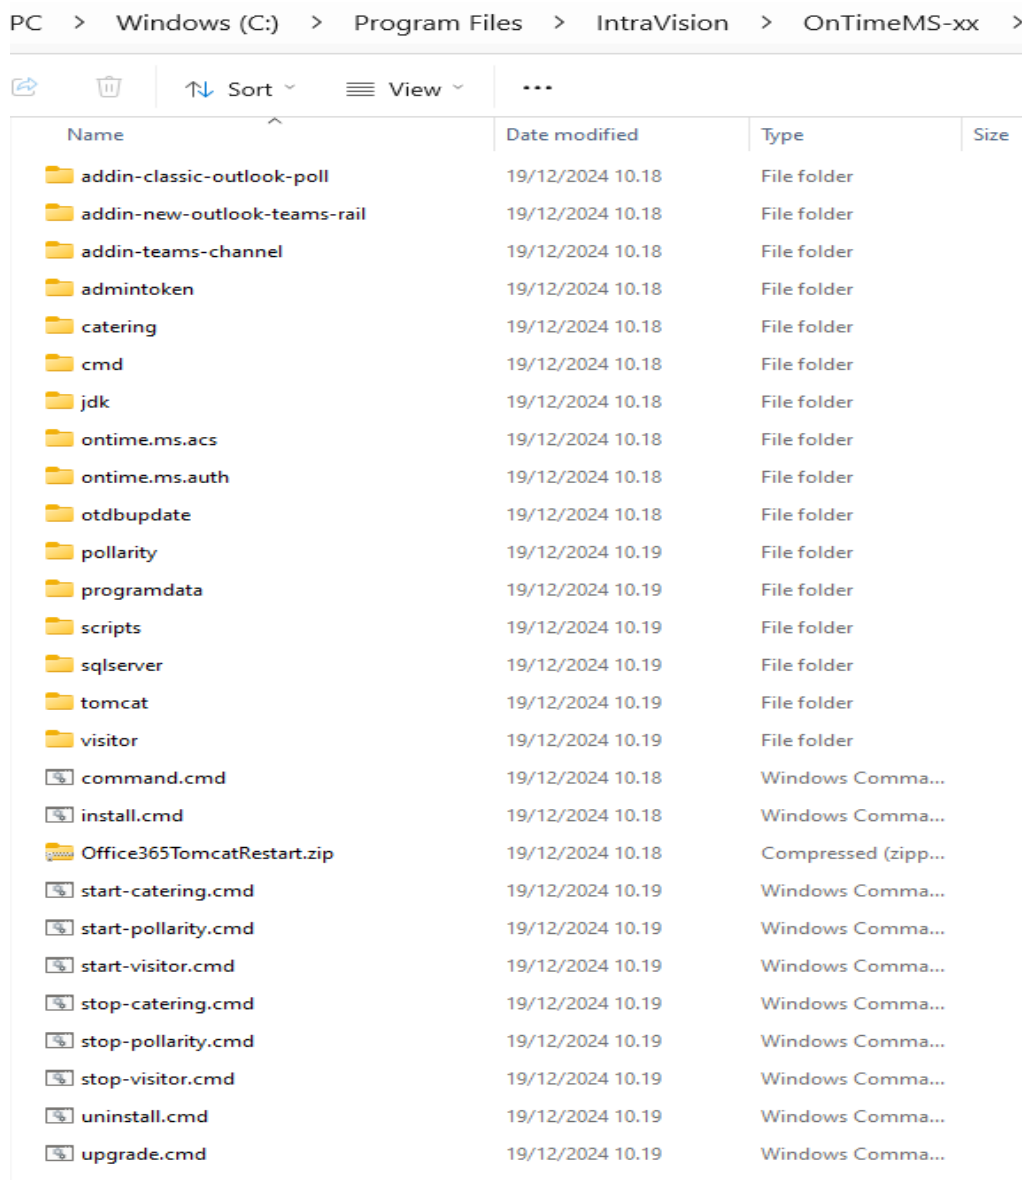 PC > Windows (C:) > Program Files > IntraVision > OnTimeMS-xx >
Sort View ...
Name Date modified Type Size
addin-classic-outlook-poll 19/12/2024 10.18 File folder
addin-new-outlook-teams-rail 19/12/2024 10.18 File folder
addin-teams-channel 19/12/2024 10.18 File folder
admintoken 19/12/2024 10.18 File folder
catering 19/12/2024 10.18 File folder
cmd 19/12/2024 10.18 File folder
jdk 19/12/2024 10.18 File folder
ontime.ms.acs 19/12/2024 10.18 File folder
ontime.ms.auth 19/12/2024 10.18 File folder
otdbupdate 19/12/2024 10.18 File folder
pollarity 19/12/2024 10.19 File folder
programdata 19/12/2024 10.19 File folder
scripts 19/12/2024 10.19 File folder
sqlserver 19/12/2024 10.19 File folder
tomcat 19/12/2024 10.19 File folder
visitor 19/12/2024 10.19 File folder
command.cmd 19/12/2024 10.18 Windows Comma...
install.cmd 19/12/2024 10.18 Windows Comma...
Office365TomcatRestart.zip 19/12/2024 10.18 Compressed (zipp...
start-catering.cmd 19/12/2024 10.19 Windows Comma...
start-pollarity.cmd 19/12/2024 10.19 Windows Comma...
start-visitor.cmd 19/12/2024 10.19 Windows Comma...
stop-catering.cmd 19/12/2024 10.19 Windows Comma...
stop-pollarity.cmd 19/12/2024 10.19 Windows Comma...
stop-visitor.cmd 19/12/2024 10.19 Windows Comma...
uninstall.cmd 19/12/2024 10.19 Windows Comma...
upgrade.cmd 19/12/2024 10.19 Windows Comma...